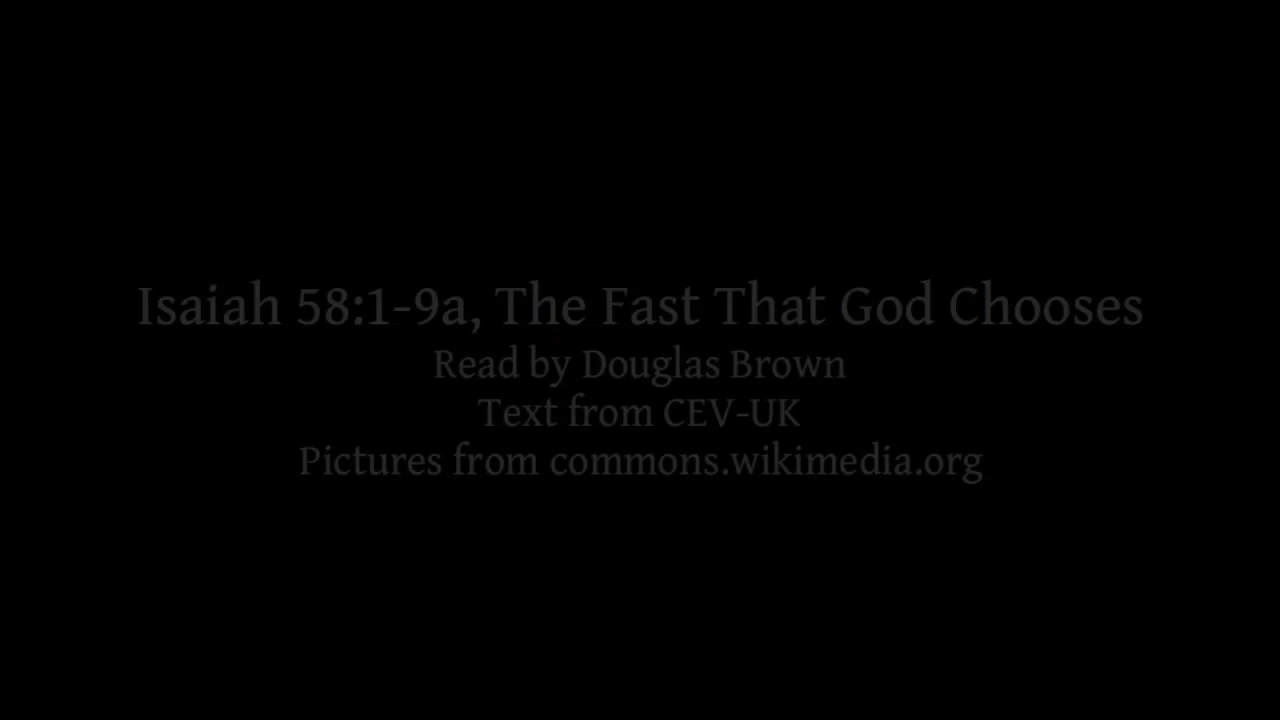 Isaiah 58:1-9a, The Fast That God Chooses
Read by Douglas Brown
Text from CEV-UK
Pictures from commons.wikimedia.org